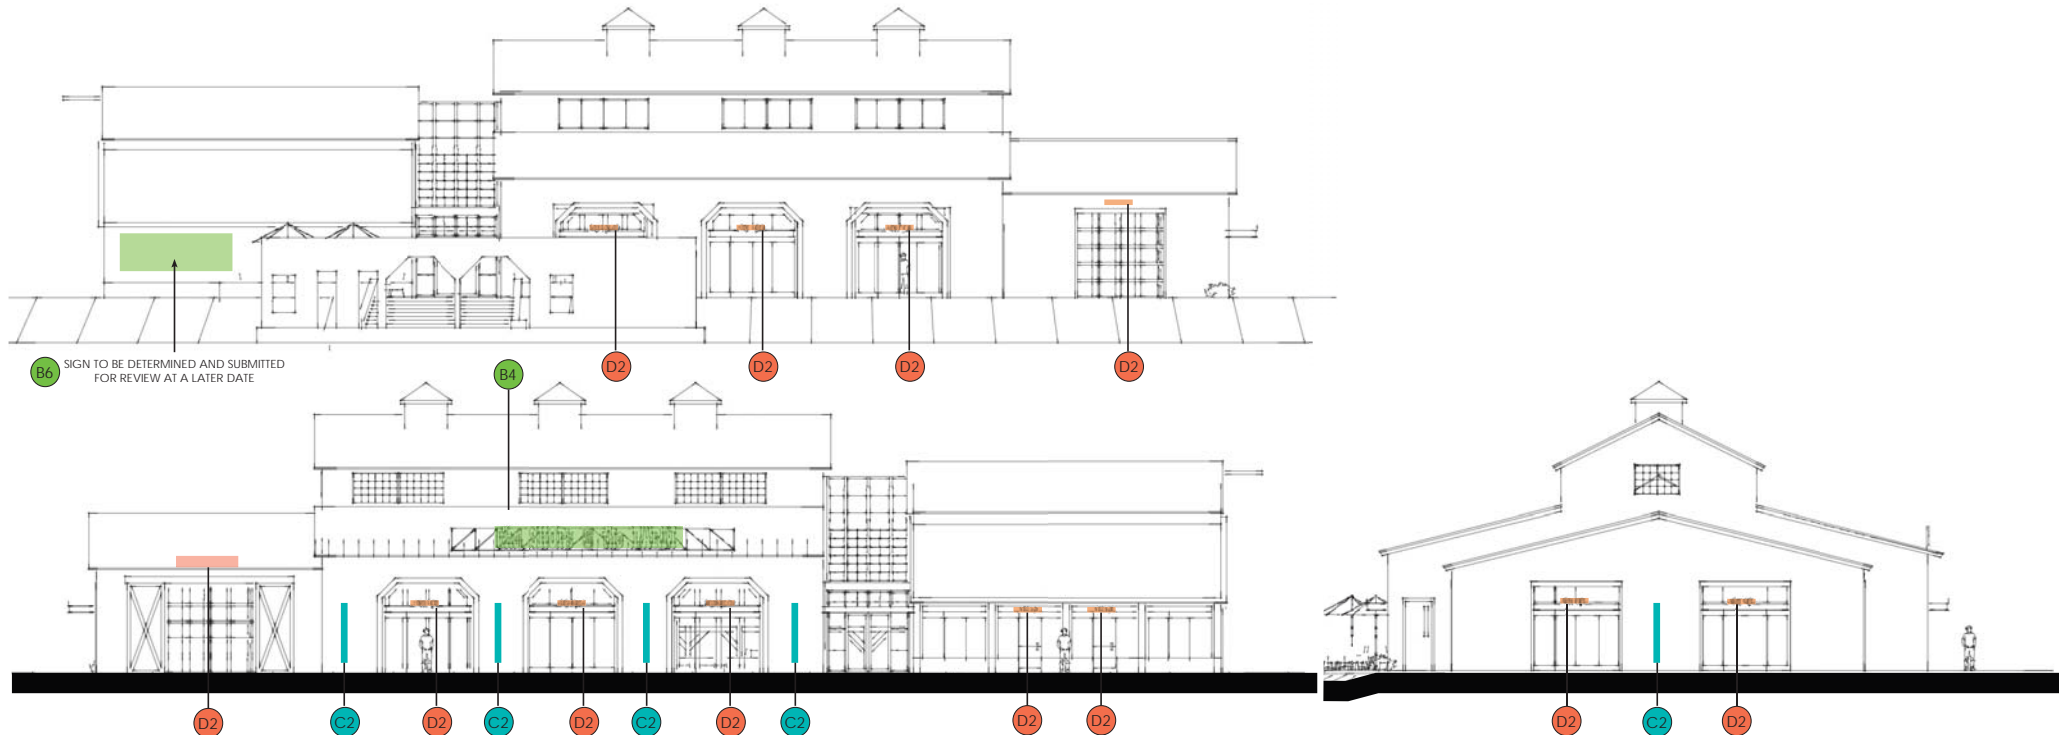 B6
SIGN TO BE DETERMINED AND SUBMITTED
FOR REVIEW AT A LATER DATE
D2
D2
D2
D2
B4
D2
C2
D2
C2
D2
C2
D2
C2
D2
D2
D2
C2
D2